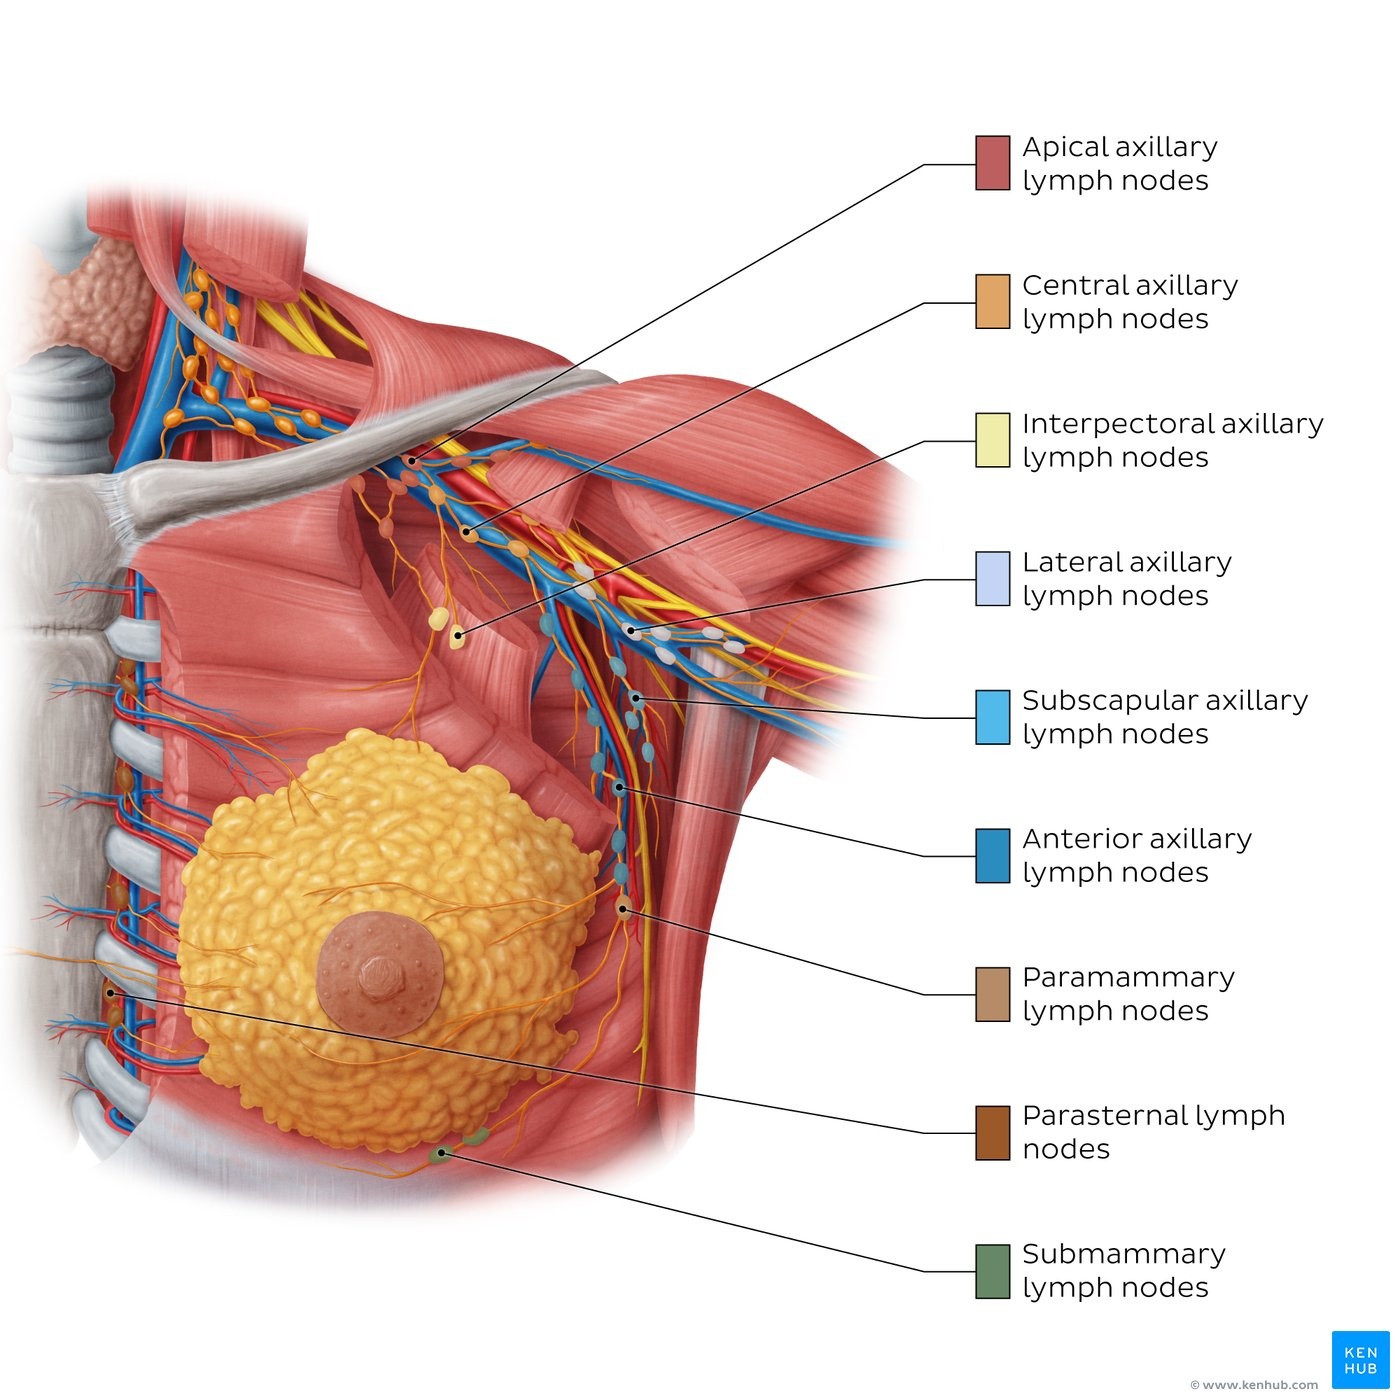 Apical axillary
lymph nodes
Central axillary
lymph nodes
Interpectoral axillary
lymph nodes
Lateral axillary
lymph nodes
Subscapular axillary
lymph nodes
Anterior axillary
lymph nodes
Paramammary
lymph nodes
Parasternal lymph
nodes
Submammary
lymph nodes
KEN
HUB
© www.kenhub.com